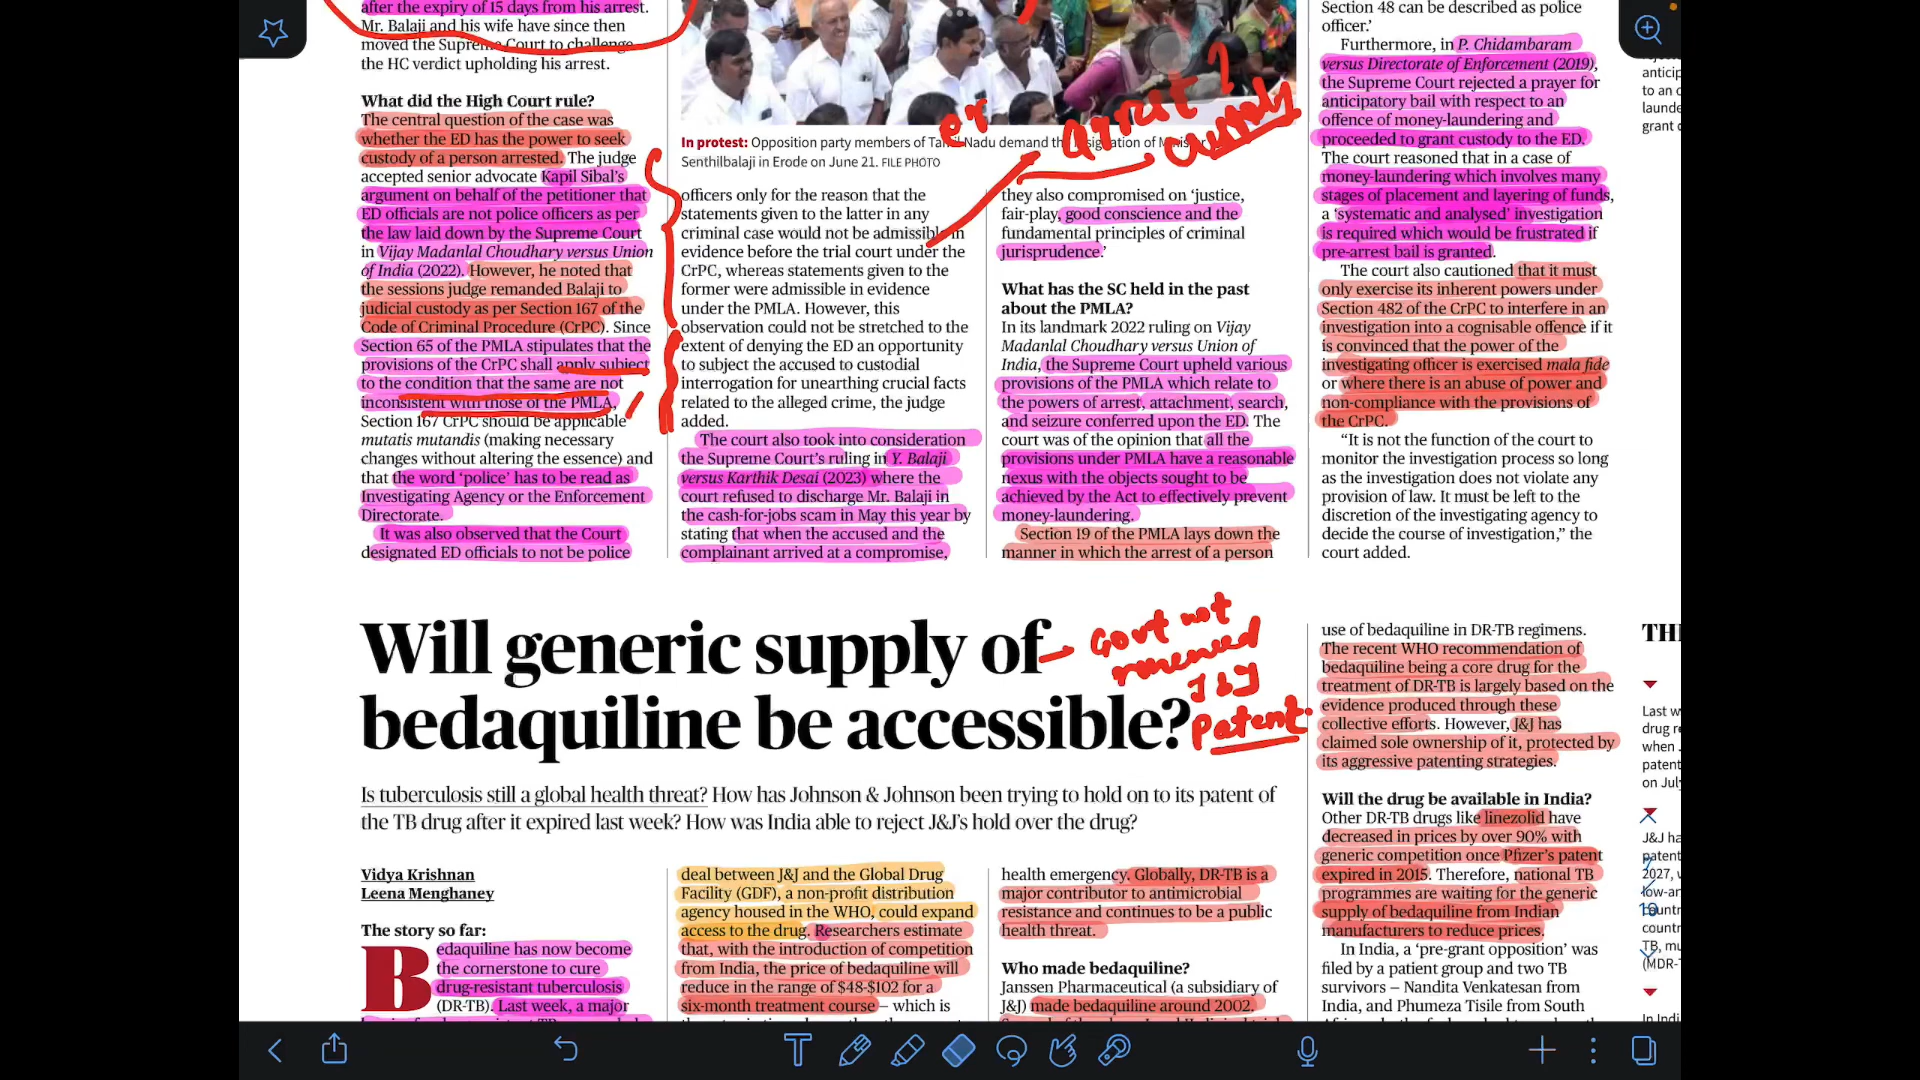 after the expiry of 15 days from his arrest.
Mr. Balaji and his wife have since then
moved the Supreme Court to challenge
the HC verdict upholding his arrest.
What did the High Court rule?
The central question of the case was
whether the ED has the power to seek
custody of a person arrested. The judge
accepted senior advocate Kapil Sibal’s
argument on behalf of the petitioner that
ED officials are not police officers as per
the law laid down by the Supreme Court
in Vijay Madanlal Choudhary versus Union
of India (2022). However, he noted that
the sessions judge remanded Balaji to
judicial custody as per Section 167 of the
Code of Criminal Procedure (CrPC). Since
Section 65 of the PMLA stipulates that the
provisions of the CrPC shall apply subject
to the condition that the same are not
inconsistent with those of the PMLA,
Section 167 CrPC should be applicable
mutatis mutandis (making necessary
changes without altering the essence) and
that the word ‘police’ has to be read as
Investigating Agency or the Enforcement
Directorate.
It was also observed that the Court
designated ED officials to not be police
In protest: Opposition party members of Tamil Nadu demand the resignation of Minister
Senthilbalaji in Erode on June 21. FILE PHOTO
arrest ?
officers only for the reason that the
statements given to the latter in any
criminal case would not be admissible in
evidence before the trial court under the
CrPC, whereas statements given to the
former were admissible in evidence
under the PMLA. However, this
observation could not be stretched to the
extent of denying the ED an opportunity
to subject the accused to custodial
interrogation for unearthing crucial facts
related to the alleged crime, the judge
added.
The court also took into consideration
the Supreme Court’s ruling in Y. Balaji
versus Karthik Desai (2023) where the
court refused to discharge Mr. Balaji in
the cash-for-jobs scam in May this year by
stating that when the accused and the
complainant arrived at a compromise,
they also compromised on ‘justice,
fair-play, good conscience and the
fundamental principles of criminal
jurisprudence.’
What has the SC held in the past
about the PMLA?
In its landmark 2022 ruling on Vijay
Madanlal Choudhary versus Union of
India, the Supreme Court upheld various
provisions of the PMLA which relate to
the powers of arrest, attachment, search,
and seizure conferred upon the ED. The
court was of the opinion that all the
provisions under PMLA have a reasonable
nexus with the objects sought to be
achieved by the Act to effectively prevent
money-laundering.
Section 19 of the PMLA lays down the
manner in which the arrest of a person
Section 48 can be described as police
officer.’
Furthermore, in P. Chidambaram
versus Directorate of Enforcement (2019),
the Supreme Court rejected a prayer for
anticipatory bail with respect to an
offence of money-laundering and
proceeded to grant custody to the ED.
The court reasoned that in a case of
money-laundering which involves many
stages of placement and layering of funds,
a ‘systematic and analysed’ investigation
is required which would be frustrated if
pre-arrest bail is granted.
The court also cautioned that it must
only exercise its inherent powers under
Section 482 of the CrPC to interfere in an
investigation into a cognisable offence if it
is convinced that the power of the
investigating officer is exercised mala fide
or where there is an abuse of power and
non-compliance with the provisions of
the CrPC.
“It is not the function of the court to
monitor the investigation process so long
as the investigation does not violate any
provision of law. It must be left to the
discretion of the investigating agency to
decide the course of investigation,” the
court added.
anticip
to an o
launde
grant c
Will generic supply of
bedaquiline be accessible?
Govt not
renewed
J&J
Patent.
Is tuberculosis still a global health threat? How has Johnson & Johnson been trying to hold on to its patent of
the TB drug after it expired last week? How was India able to reject J&J’s hold over the drug?
Vidya Krishnan
Leena Menghaney
The story so far:
Bedaquiline has now become
the cornerstone to cure
drug-resistant tuberculosis
(DR-TB). Last week, a major
deal between J&J and the Global Drug
Facility (GDF), a non-profit distribution
agency housed in the WHO, could expand
access to the drug. Researchers estimate
that, with the introduction of competition
from India, the price of bedaquiline will
reduce in the range of $48-$102 for a
six-month treatment course – which is
health emergency. Globally, DR-TB is a
major contributor to antimicrobial
resistance and continues to be a public
health threat.
Who made bedaquiline?
Janssen Pharmaceutical (a subsidiary of
J&J) made bedaquiline around 2002.
use of bedaquiline in DR-TB regimens.
The recent WHO recommendation of
bedaquiline being a core drug for the
treatment of DR-TB is largely based on the
evidence produced through these
collective efforts. However, J&J has
claimed sole ownership of it, protected by
its aggressive patenting strategies.
Will the drug be available in India?
Other DR-TB drugs like linezolid have
decreased in prices by over 90% with
generic competition once Pfizer’s patent
expired in 2015. Therefore, national TB
programmes are waiting for the generic
supply of bedaquiline from Indian
manufacturers to reduce prices.
In India, a ‘pre-grant opposition’ was
filed by a patient group and two TB
survivors – Nandita Venkatesan from
India, and Phumeza Tisile from South
TH
Last w
drug re
when J
patent
on July
J&J ha
patent
2027, 
low-an
countr
countr
TB, mu
(MDR-T
In Indi